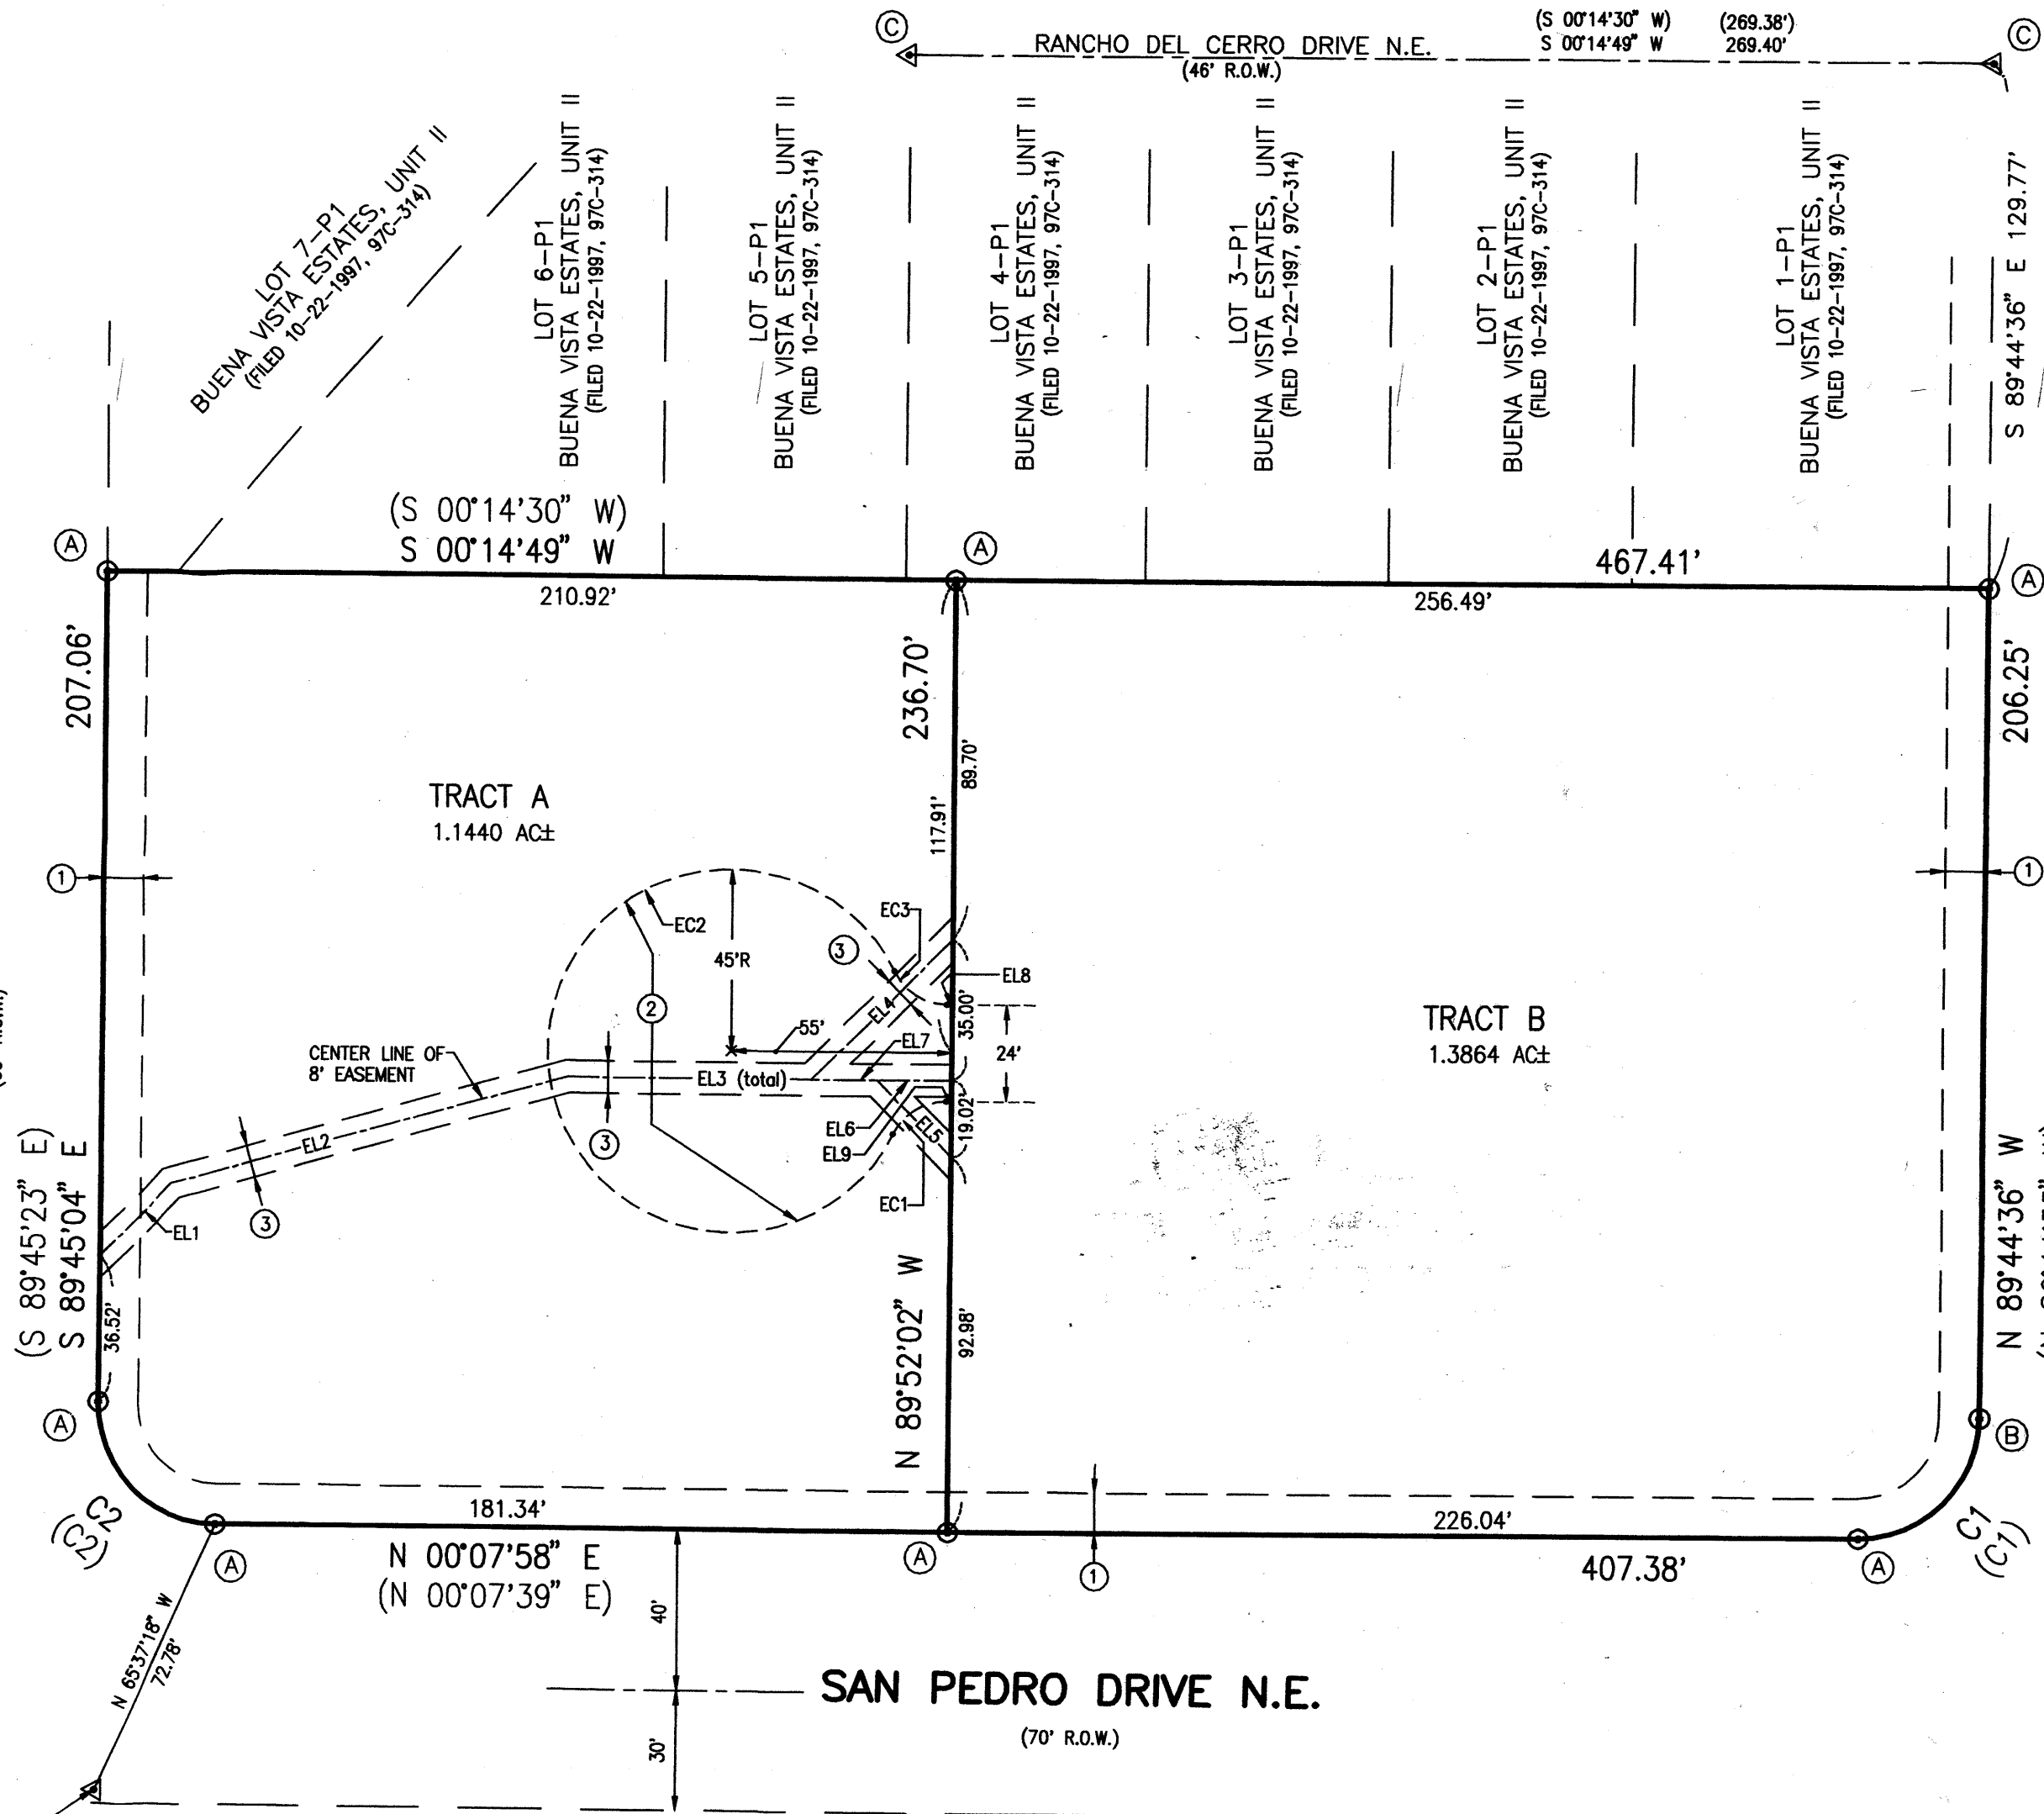 (S 00°14'30" W) (269.38')
RANCHO DEL CERRO DRIVE N.E. S 00°14'49" W 269.40'
(46' R.O.W.)
C
C
LOT 7-P1
BUENA VISTA ESTATES, UNIT II
(FILED 10-22-1997, 97C-314)
LOT 6-P1
BUENA VISTA ESTATES, UNIT II
(FILED 10-22-1997, 97C-314)
LOT 5-P1
BUENA VISTA ESTATES, UNIT II
(FILED 10-22-1997, 97C-314)
LOT 4-P1
BUENA VISTA ESTATES, UNIT II
(FILED 10-22-1997, 97C-314)
LOT 3-P1
BUENA VISTA ESTATES, UNIT II
(FILED 10-22-1997, 97C-314)
LOT 2-P1
BUENA VISTA ESTATES, UNIT II
(FILED 10-22-1997, 97C-314)
LOT 1-P1
BUENA VISTA ESTATES, UNIT II
(FILED 10-22-1997, 97C-314)
S 89°44'36" E 129.77'
(S 00°14'30" W)
S 00°14'49" W
467.41'
A
A
A
210.92'
256.49'
207.06'
236.70'
89.70'
117.91'
206.25'
TRACT A
1.1440 AC±
1
1
EC2
45'R
2
EC3
3
EL8
EL4
35.00'
24'
55'
EL7
TRACT B
1.3864 AC±
CENTER LINE OF
8' EASEMENT
EL3 (total)
EL2
3
EL6
EL9
EL5
19.02'
EC1
EL1
3
(S 89°45'23" E)
S 89°45'04" E
36.52'
N 89°52'02" W
92.98'
N 89°44'36" W
A
B
C2
(C2)
C1
(C1)
181.34'
226.04'
N 00°07'58" E
(N 00°07'39" E)
407.38'
A
A
A
1
40'
N 65°37'18" W
72.78'
SAN PEDRO DRIVE N.E.
(70' R.O.W.)
30'